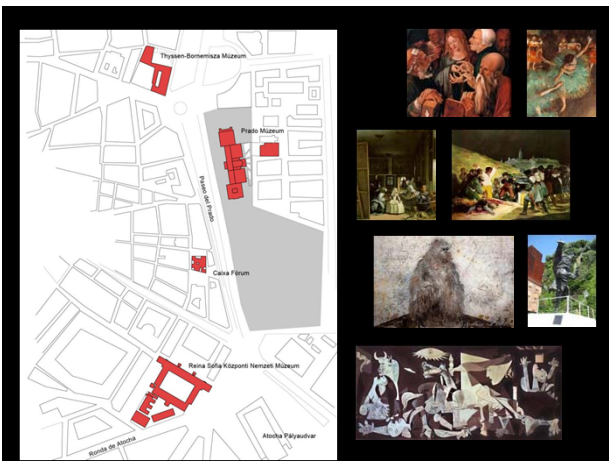 Thyssen-Bornemisza Múzeum
Prado Múzeum
Paseo del Prado
Caixa Fórum
Reina Sofia Központi Nemzeti Múzeum
Atocha Pályaudvar
Ronda de Atocha